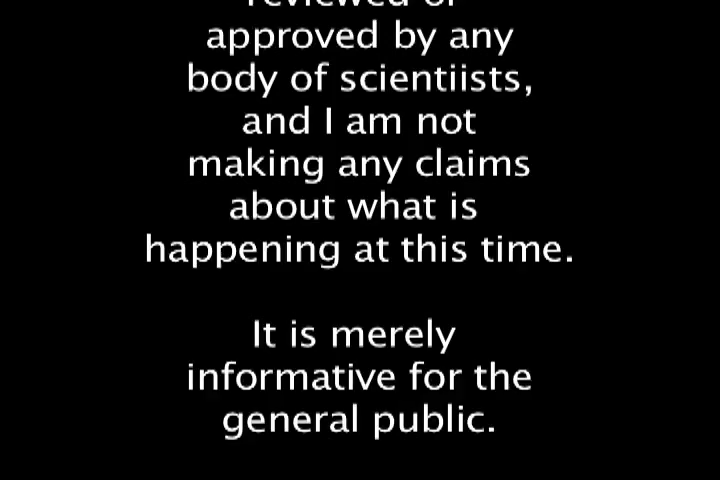 reviewed or
approved by any
body of scientiists,
and I am not
making any claims
about what is
happening at this time.
It is merely
informative for the
general public.